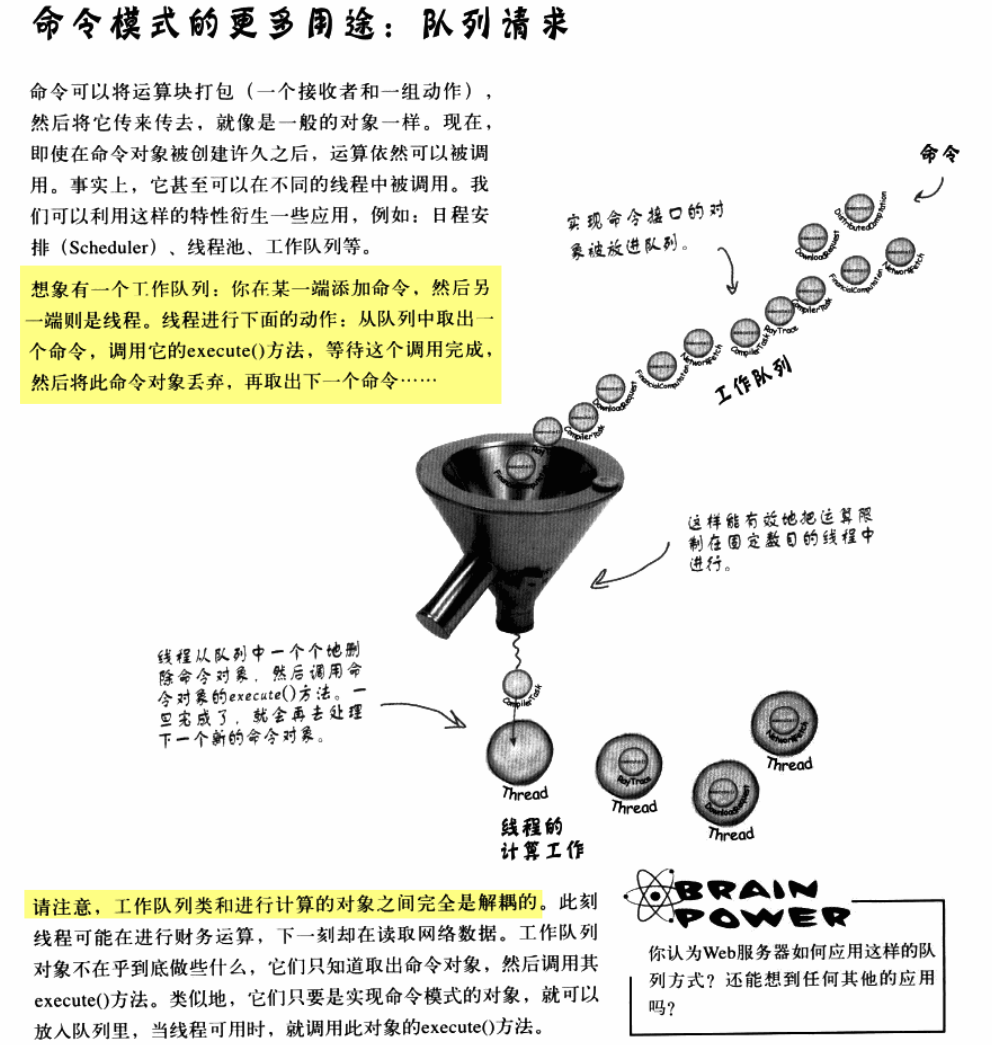 命令模式的更多用途：队列请求
命令可以将运算块打包（一个接收者和一组动作），
然后将它传来传去，就像是一般的对象一样。现在，
即使在命令对象被创建许久之后，运算依然可以被调
用。事实上，它甚至可以在不同的线程中被调用。我
们可以利用这样的特性衍生一些应用，例如：日程安
排（Scheduler）、线程池、工作队列等。
想象有一个工作队列：你在某一端添加命令，然后另
一端则是线程。线程进行下面的动作：从队列中取出一
个命令，调用它的execute()方法，等待这个调用完成，
然后将此命令对象丢弃，再取出下一个命令……
命令
实现命令接口的对
象被放进队列。
DistributedComputation
DownloadRequest
NetworkFetch
FinancialComputation
CompilerTask
RayTrace
CompilerTask
NetworkFetch
FinancialComputation
DownloadRequest
CompilerTask
工作队列
这样能有效地把运算限
制在固定数目的线程中
进行。
线程从队列中一个个地删
除命令对象，然后调用命
令对象的execute()方法。一
旦完成了，就会再去处理
下一个新的命令对象。
CompilerTask
Thread
RayTrace
Thread
DownloadRequest
Thread
NetworkFetch
Thread
线程的
计算工作
请注意，工作队列类和进行计算的对象之间完全是解耦的。此刻
线程可能在进行财务运算，下一刻却在读取网络数据。工作队列
对象不在乎到底做些什么，它们只知道取出命令对象，然后调用其
execute()方法。类似地，它们只要是实现命令模式的对象，就可以
放入队列里，当线程可用时，就调用此对象的execute()方法。
BRAIN
POWER
你认为Web服务器如何应用这样的队
列方式？还能想到任何其他的应用
吗？